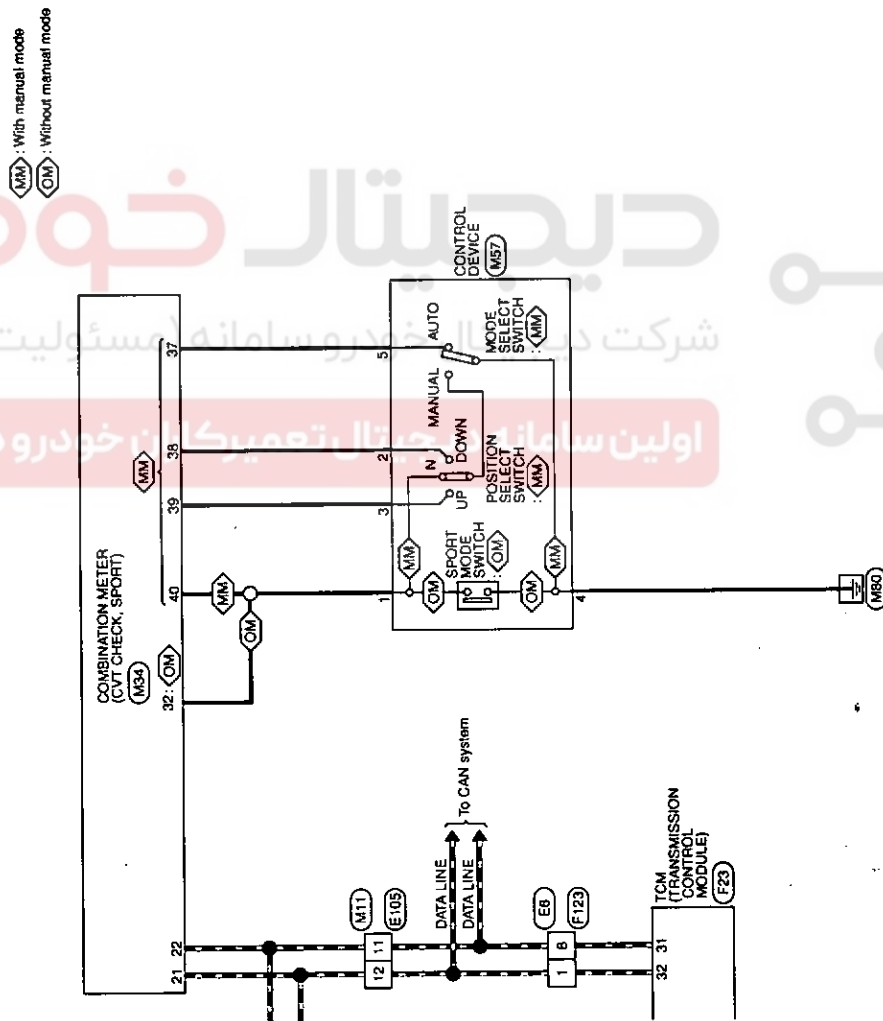 MM : With manual mode
OM : Without manual mode
دیجیتال خودرو
شرکت دیجیتال خودرو سامانه (مسئولیت
اولین سامانه دیجیتال تعمیرکاران خودرو در
COMBINATION METER
(CVT CHECK, SPORT)
M34
MM
21
22
32 : OM
40
39
38
37
MM
OM
CONTROL
DEVICE
M57
1
3
2
5
MM
OM
SPORT
MODE
SWITCH
: OM
OM
MM
UP
N
DOWN
POSITION
SELECT
SWITCH
: MM
MANUAL
AUTO
MODE
SELECT
SWITCH
: MM
4
M80
M11
E105
12
11
DATA LINE
DATA LINE
To CAN system
E6
F123
1
8
32
31
TCM
(TRANSMISSION
CONTROL
MODULE)
F23